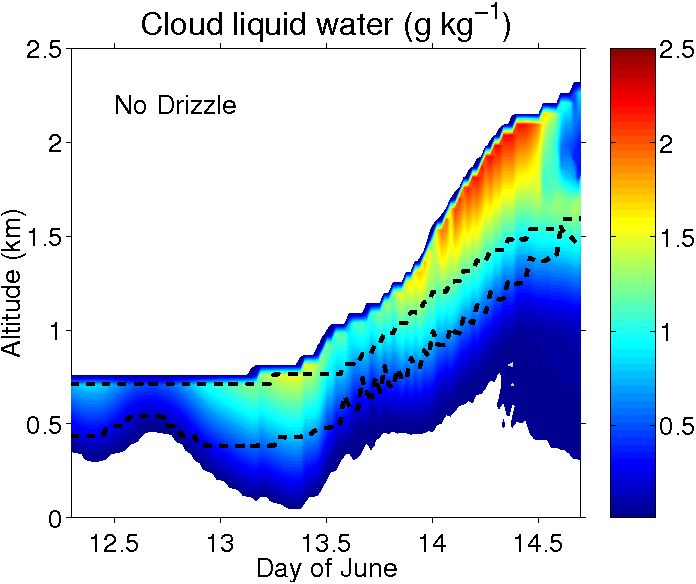 Cloud liquid water (g kg⁻¹)
No Drizzle
Altitude (km)
2.5
2
1.5
1
0.5
0
12.5 13 13.5 14 14.5
Day of June
2.5
2
1.5
1
0.5